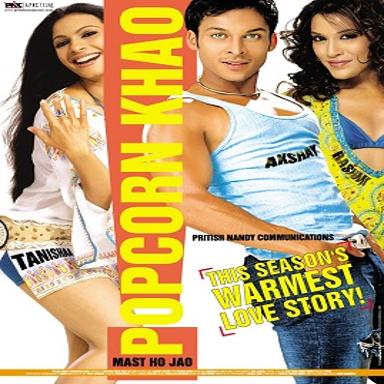 POPCORN KHAO
MAST HO JAO
TANISHAA
AKSHAY
RASHMI
PRITISH NANDY COMMUNICATIONS
THIS SEASON'S
WARMEST
LOVE STORY!